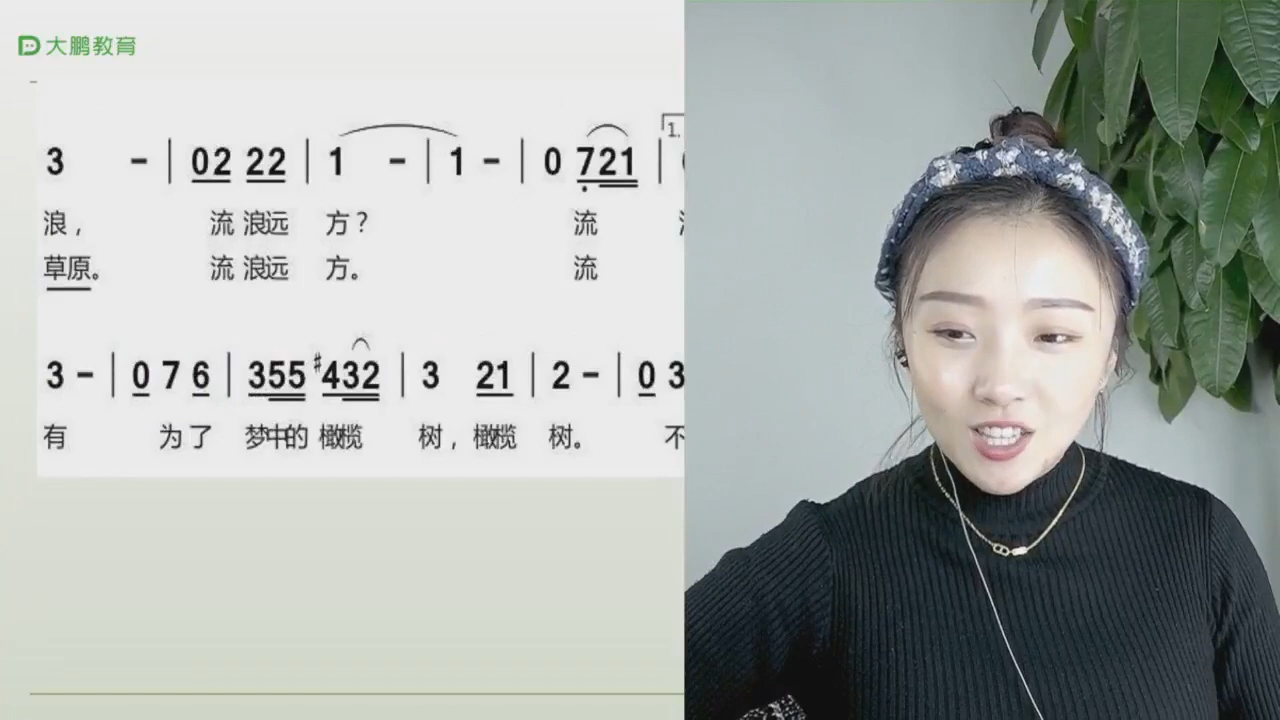 大鹏教育
3 - | 02 22 | 1 - | 1 - | 0 721 | 1.
浪， 流 浪远 方？ 流
草原。 流 浪远 方。 流
3 - | 0 7 6 | 355 #432 | 3 21 | 2 - | 0 3
有 为了 梦中的 橄榄 树，橄榄 树。 不